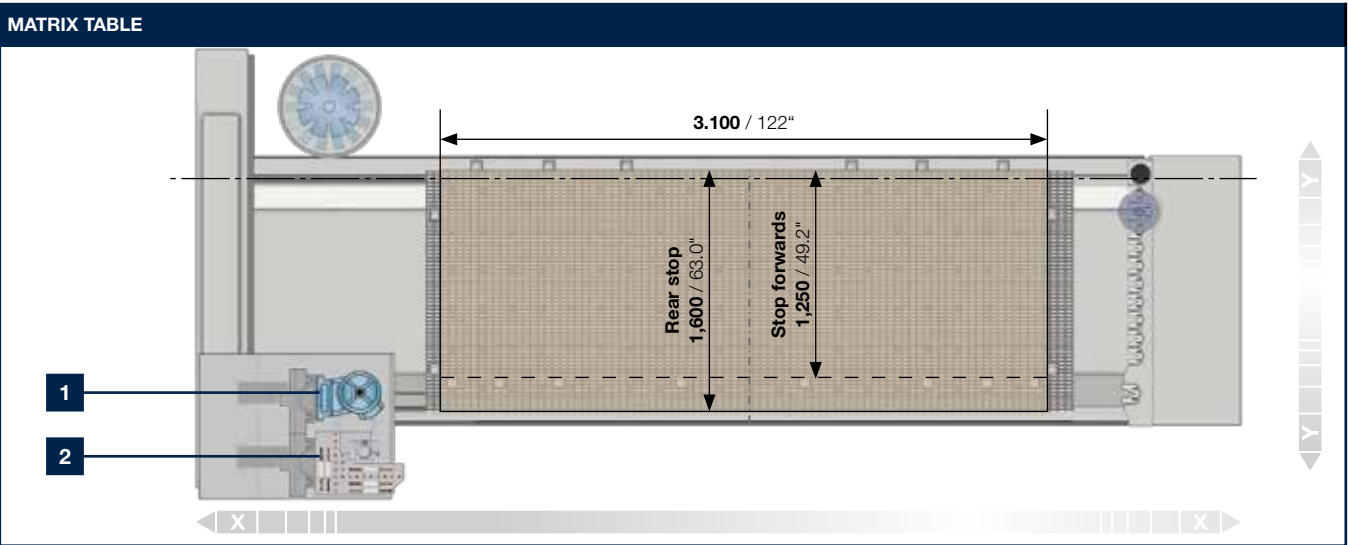 MATRIX TABLE
3.100 / 122“
Rear stop
1,600 / 63.0"
Stop forwards
1,250 / 49.2"
Y
1
2
Y
X
X